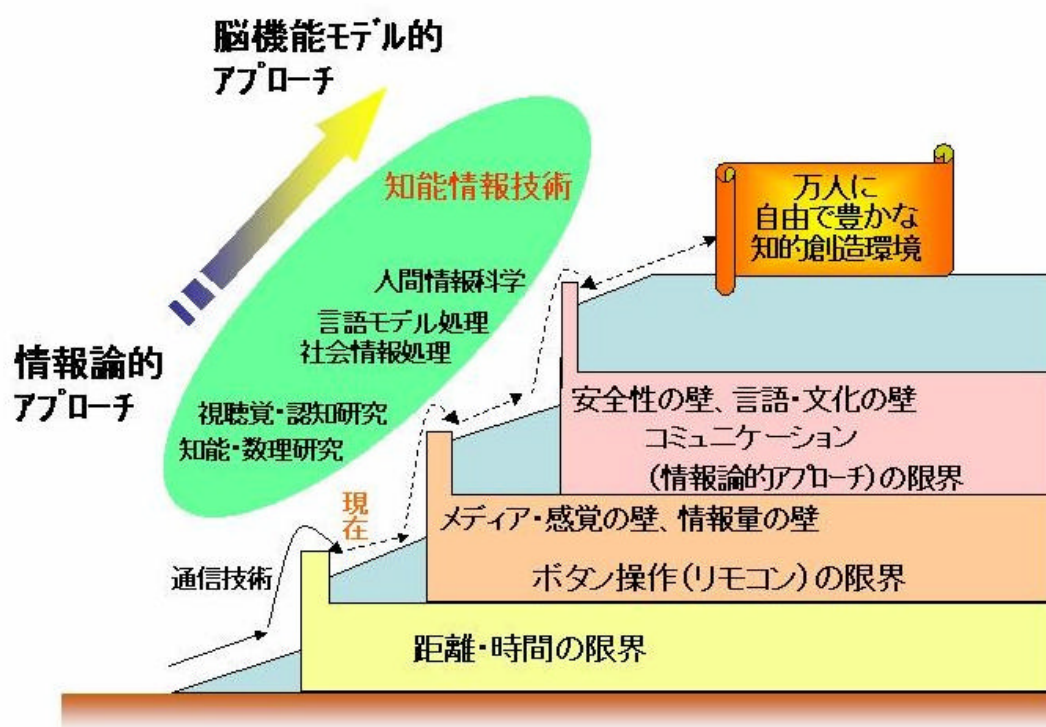 脳機能モデル的
アプローチ
知能情報技術
万人に
自由で豊かな
知的創造環境
人間情報科学
言語モデル処理
社会情報処理
情報論的
アプローチ
視聴覚・認知研究
知能・数理研究
安全性の壁、言語・文化の壁
コミュニケーション
(情報論的アプローチ)の限界
現在
メディア・感覚の壁、情報量の壁
通信技術
ボタン操作(リモコン)の限界
距離・時間の限界